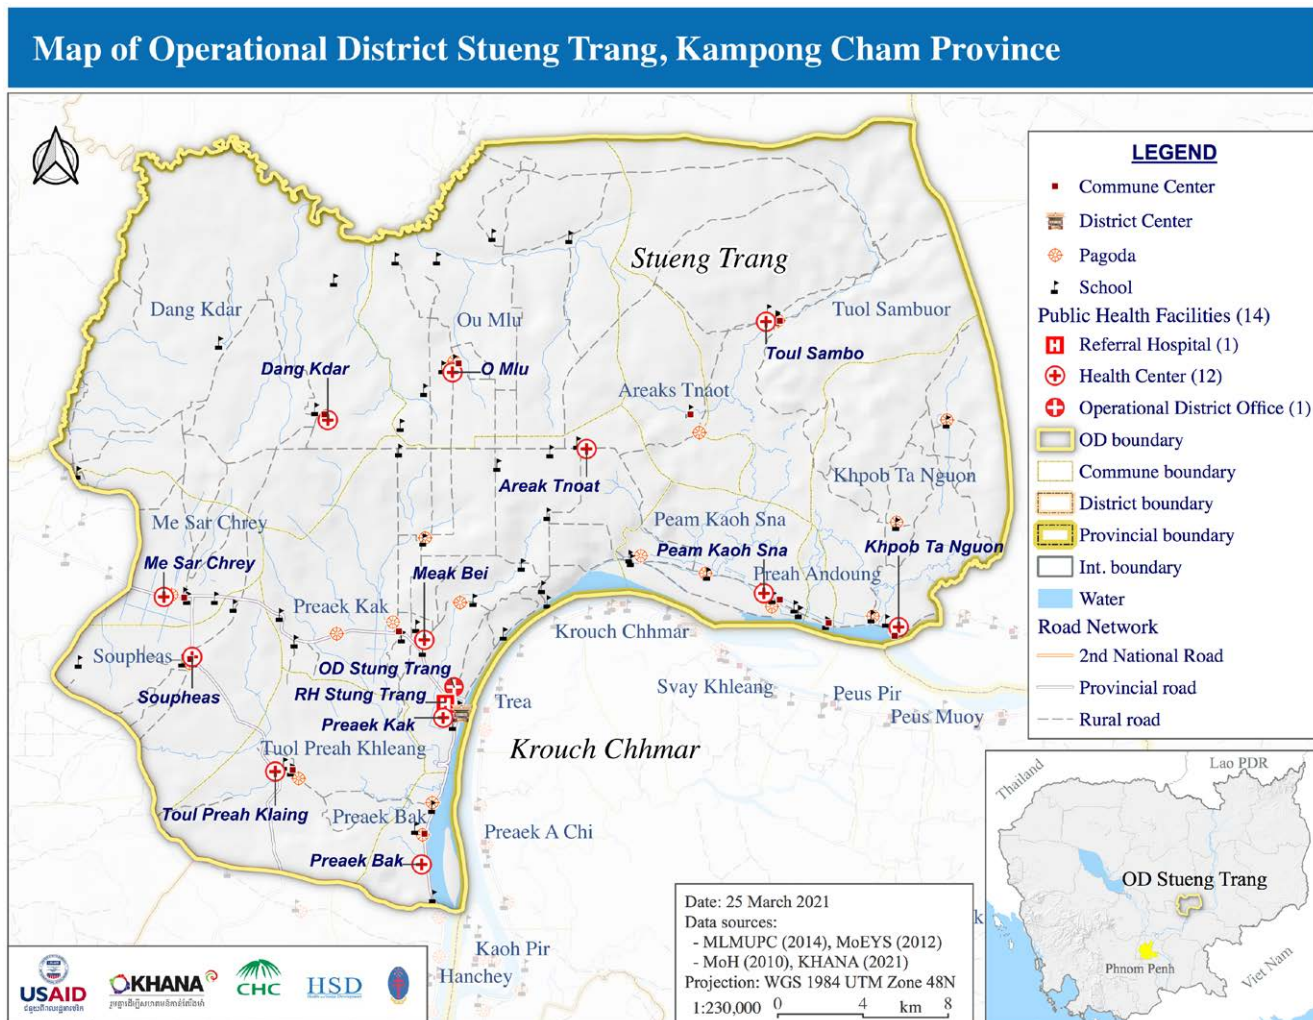 Map of Operational District Stueng Trang, Kampong Cham Province
LEGEND
Commune Center
District Center
Pagoda
School
Public Health Facilities (14)
Referral Hospital (1)
Health Center (12)
Operational District Office (1)
OD boundary
Commune boundary
District boundary
Provincial boundary
Int. boundary
Water
Road Network
2nd National Road
Provincial road
Rural road
Stueng Trang
Dang Kdar
Ou Mlu
Tuol Sambuor
Toul Sambo
Dang Kdar
O Mlu
Areaks Tnaot
Areak Tnoat
Khpob Ta Nguon
Me Sar Chrey
Peam Kaoh Sna
Me Sar Chrey
Meak Bei
Peam Kaoh Sna
Khpob Ta Nguon
Preah Andoung
Preaek Kak
Krouch Chhmar
Soupheas
OD Stung Trang
Soupheas
RH Stung Trang
Trea
Svay Khleang
Peus Pir
Peus Muoy
Preaek Kak
Tuol Preah Khleang
Krouch Chhmar
Toul Preah Klaing
Preaek Bak
Preaek A Chi
Preaek Bak
Kaoh Pir
Hanchey
k
Date: 25 March 2021
Data sources:
- MLMUPC (2014), MoEYS (2012)
- MoH (2010), KHANA (2021)
Projection: WGS 1984 UTM Zone 48N
1:230,000 0 4 km 8
Thailand
Lao PDR
OD Stueng Trang
Phnom Penh
Viet Nam
USAID
KHANA
CHC
HSD